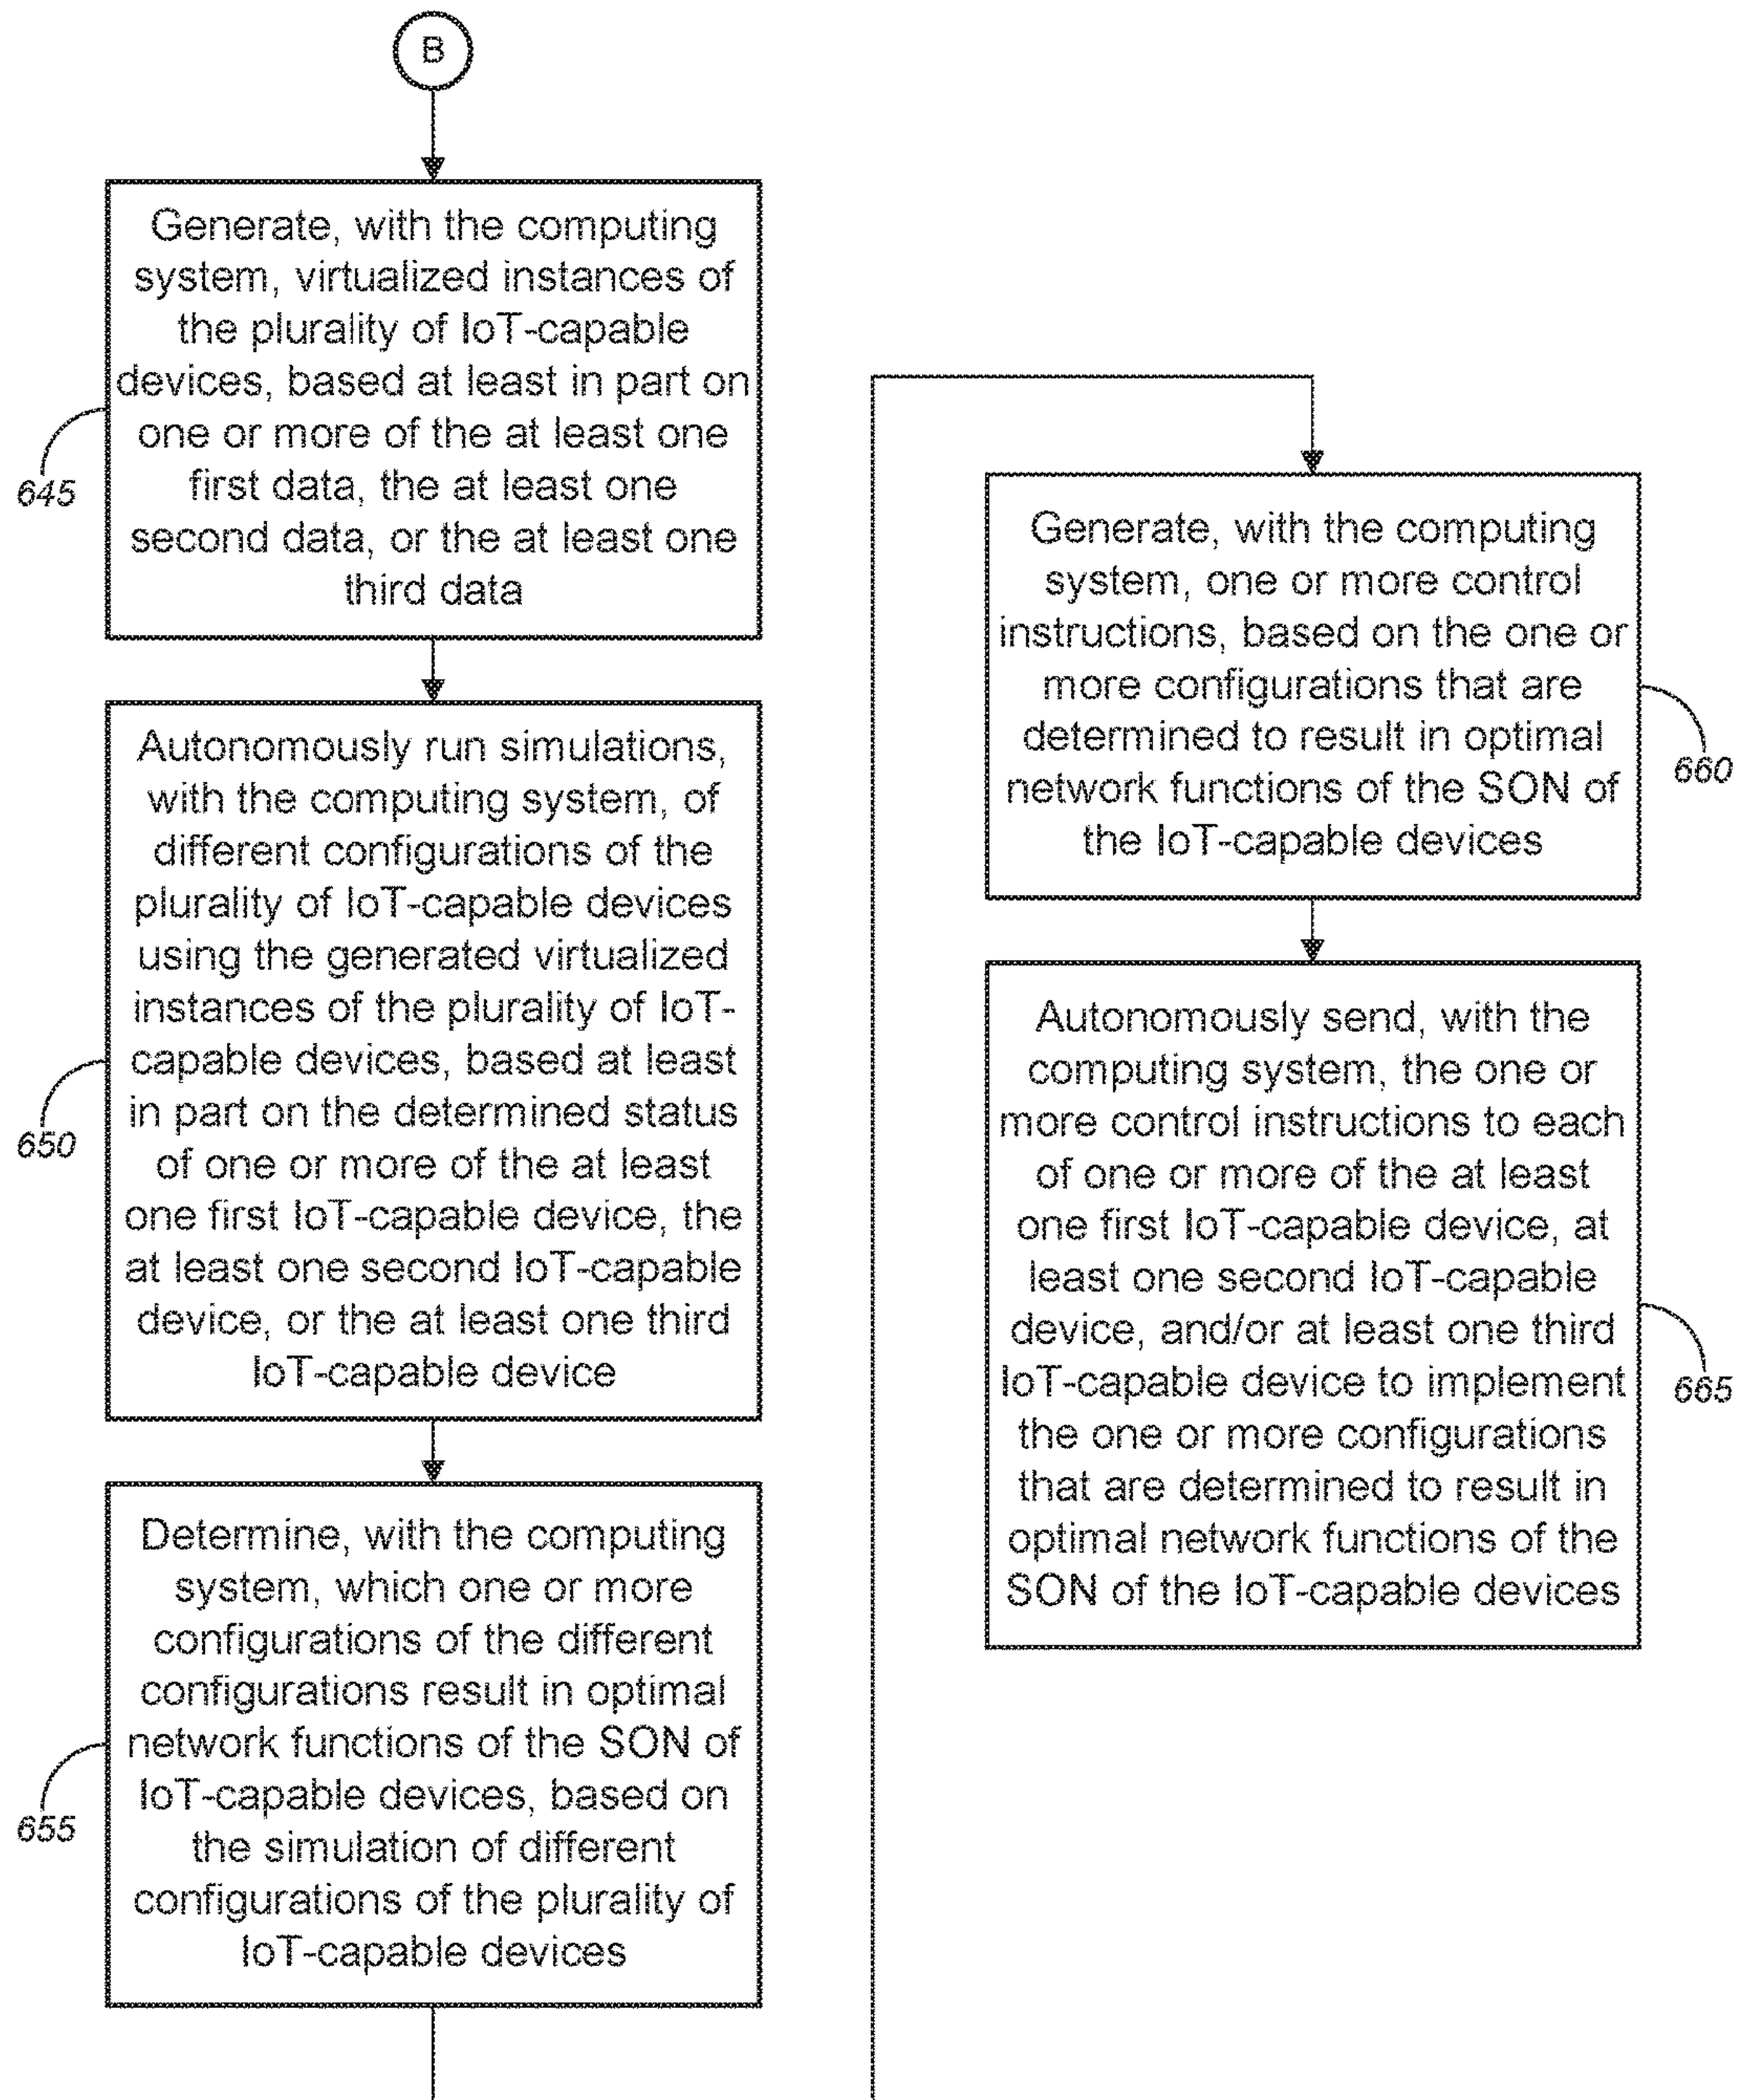 B
Generate, with the computing
system, virtualized instances of
the plurality of IoT-capable
devices, based at least in part on
one or more of the at least one
first data, the at least one
second data, or the at least one
third data
645
Autonomously run simulations,
with the computing system, of
different configurations of the
plurality of IoT-capable devices
using the generated virtualized
instances of the plurality of IoT-
capable devices, based at least
in part on the determined status
of one or more of the at least
one first IoT-capable device, the
at least one second IoT-capable
device, or the at least one third
IoT-capable device
650
Determine, with the computing
system, which one or more
configurations of the different
configurations result in optimal
network functions of the SON of
IoT-capable devices, based on
the simulation of different
configurations of the plurality of
IoT-capable devices
655
Generate, with the computing
system, one or more control
instructions, based on the one or
more configurations that are
determined to result in optimal
network functions of the SON of
the IoT-capable devices
660
Autonomously send, with the
computing system, the one or
more control instructions to each
of one or more of the at least
one first IoT-capable device, at
least one second IoT-capable
device, and/or at least one third
IoT-capable device to implement
the one or more configurations
that are determined to result in
optimal network functions of the
SON of the IoT-capable devices
665